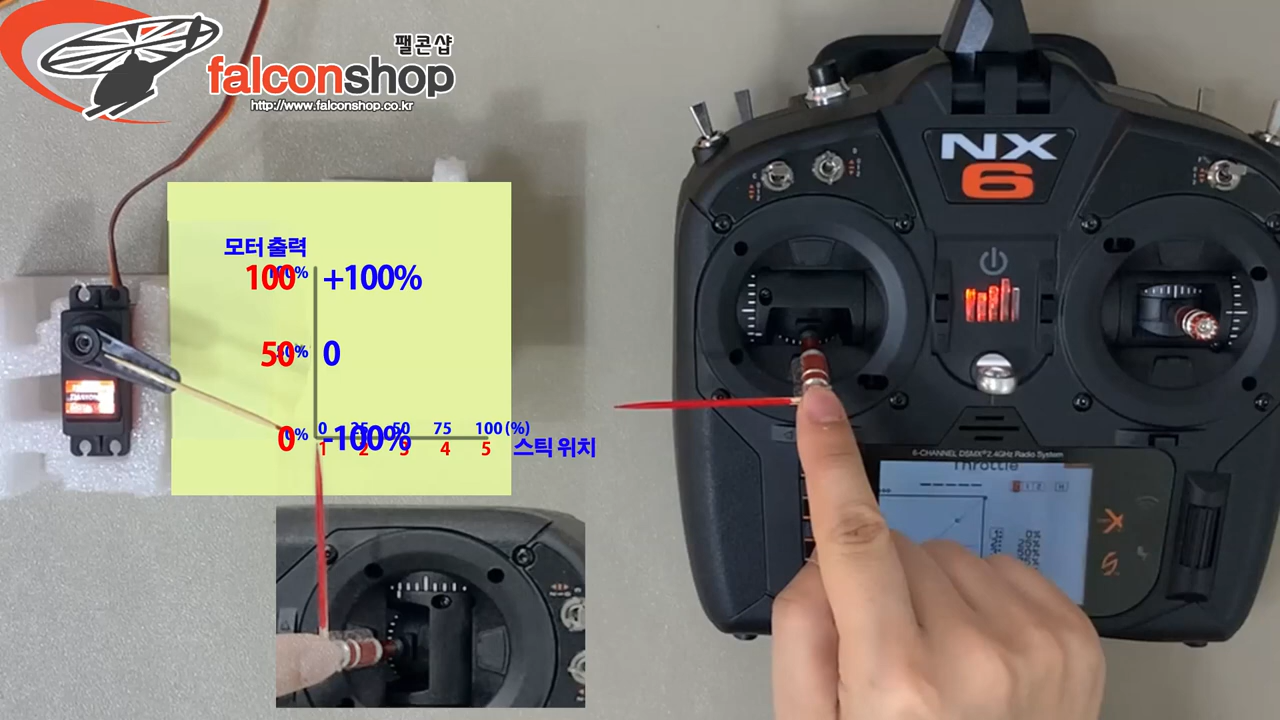 팰콘샵
falconshop
http://www.falconshop.co.kr
모터 출력
100 +100%
50 0
0 -100%
0 25 50 75 100 (%)
1 2 3 4 5 스틱 위치
NX
6
6-CHANNEL DSMX® 2.4GHz Radio System
Throttle